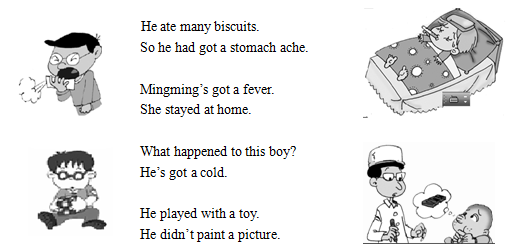 He ate many biscuits.
So he had got a stomach ache.
Mingming’s got a fever.
She stayed at home.
What happened to this boy?
He’s got a cold.
He played with a toy.
He didn’t paint a picture.